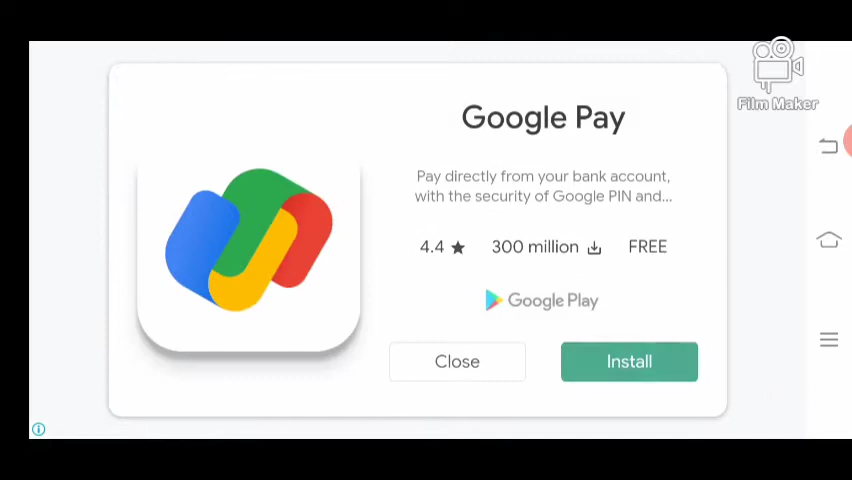 Film Maker
Google Pay
Pay directly from your bank account,
with the security of Google PIN and...
4.4 ★ 300 million FREE
Google Play
Close Install